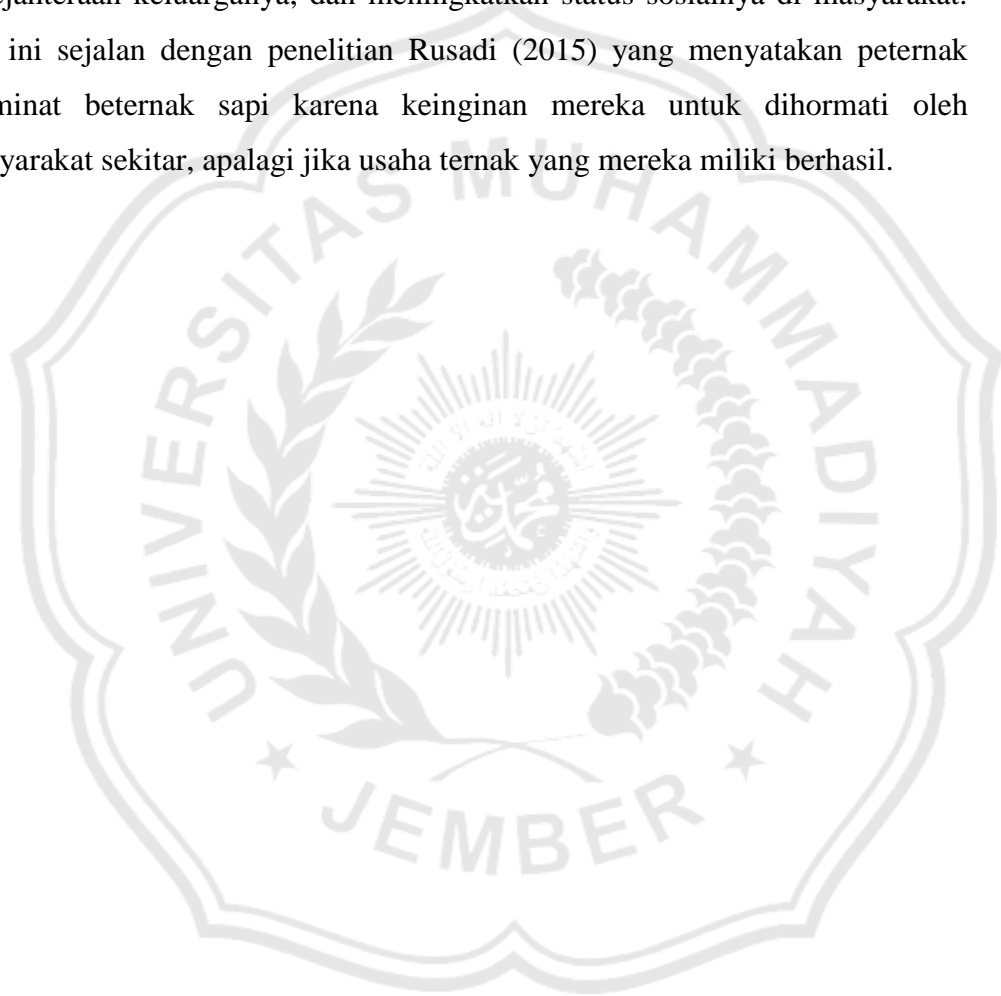 kesejahteraan keluarganya, dan meningkatkan status sosialnya di masyarakat.
ini sejalan dengan penelitian Rusadi (2015) yang menyatakan peternak
minat beternak sapi karena keinginan mereka untuk dihormati oleh
yarakat sekitar, apalagi jika usaha ternak yang mereka miliki berhasil.
UNIVERSITAS MUHAMMADIYAH
JEMBER